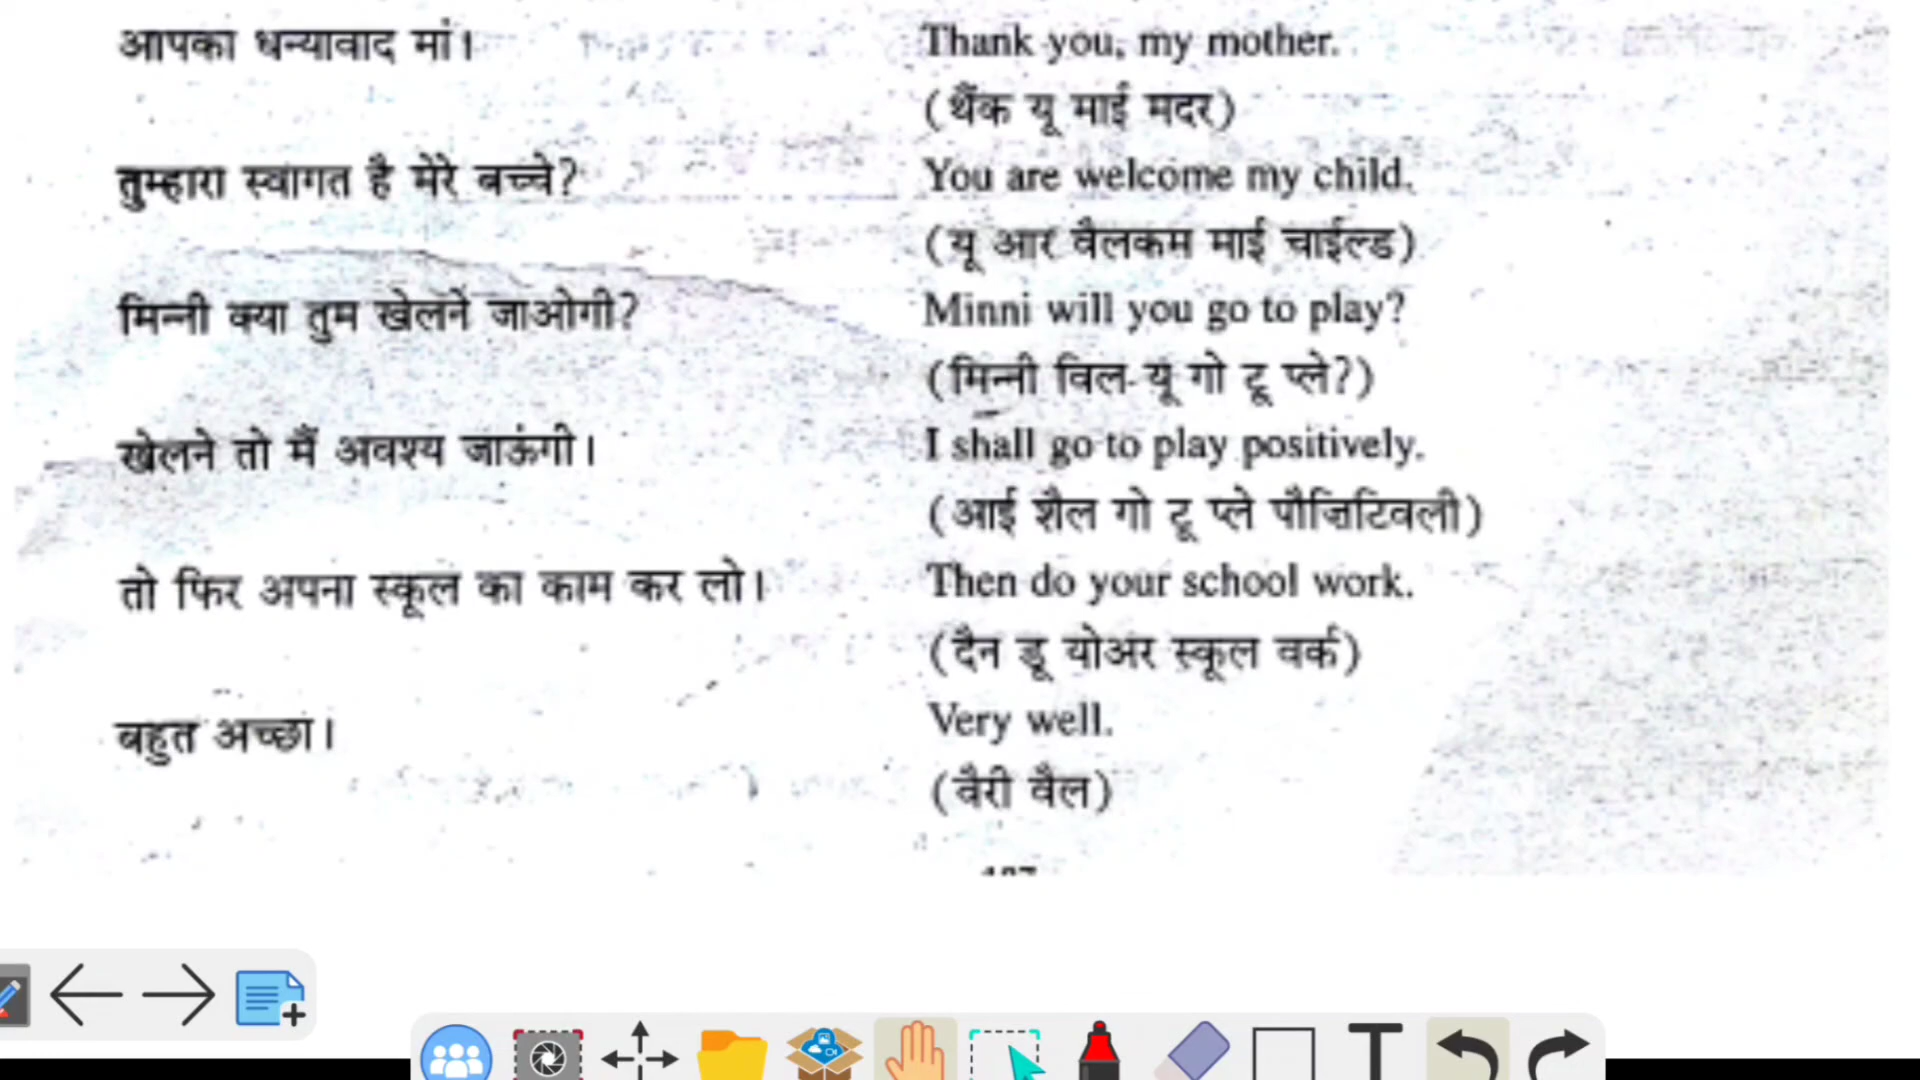 आपका धन्यावाद मां।
Thank you, my mother.
(थैंक यू माई मदर)
तुम्हारा स्वागत है मेरे बच्चे?
You are welcome my child.
(यू आर वैलकम माई चाईल्ड)
मिन्नी क्या तुम खेलने जाओगी?
Minni will you go to play?
(मिन्नी विल यू गो टू प्ले?)
खेलने तो मैं अवश्य जाऊंगी।
I shall go to play positively.
(आई शैल गो टू प्ले पौज़िटिवली)
तो फिर अपना स्कूल का काम कर लो।
Then do your school work.
(दैन डू योअर स्कूल वर्क)
बहुत अच्छा।
Very well.
(वैरी वैल)
T